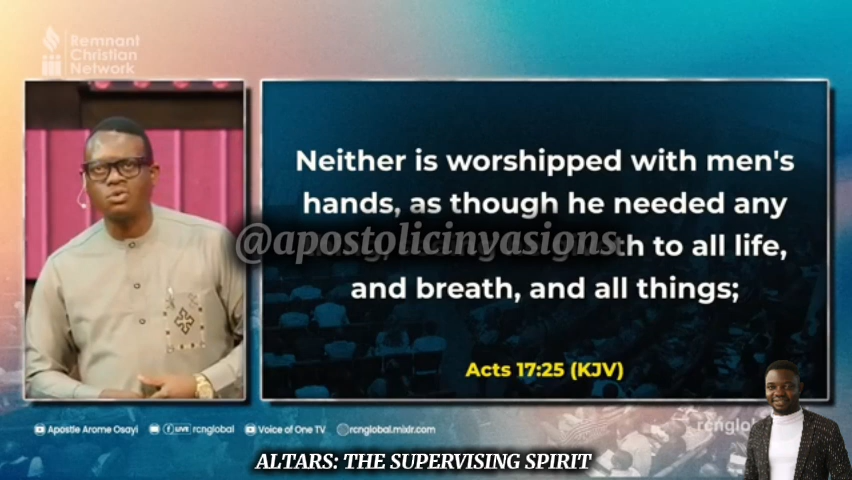 Remnant
Christian
Network
Neither is worshipped with men's
hands, as though he needed any
@apostolicinvasions
th to all life,
and breath, and all things;
Acts 17:25 (KJV)
Apostle Arome Osayi
LIVE rcnglobal
Voice of One TV
rcnglobal.mixlr.com
rcnglob
ALTARS: THE SUPERVISING SPIRIT